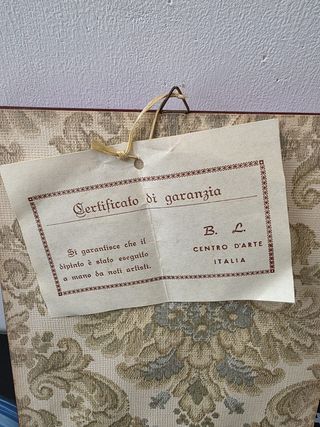 Certificato di garanzia
Si garantisce che il
dipinto è stato eseguito
a mano da noti artisti.
B. L.
CENTRO D'ARTE
ITALIA